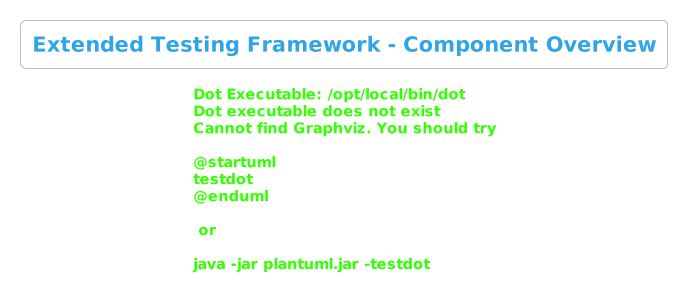 Extended Testing Framework - Component Overview
Dot Executable: /opt/local/bin/dot
Dot executable does not exist
Cannot find Graphviz. You should try
@startuml
testdot
@enduml
or
java -jar plantuml.jar -testdot